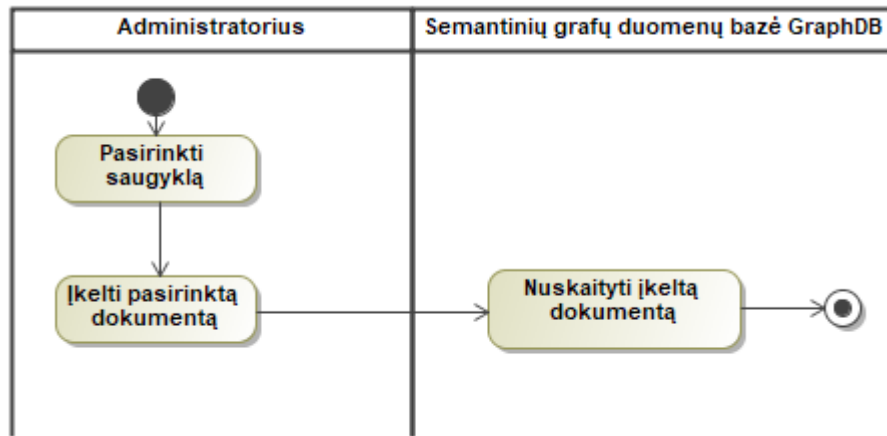 Administratorius
Semantinių grafų duomenų bazė GraphDB
Pasirinkti
saugyklą
Įkelti pasirinktą
dokumentą
Nuskaityti įkeltą
dokumentą